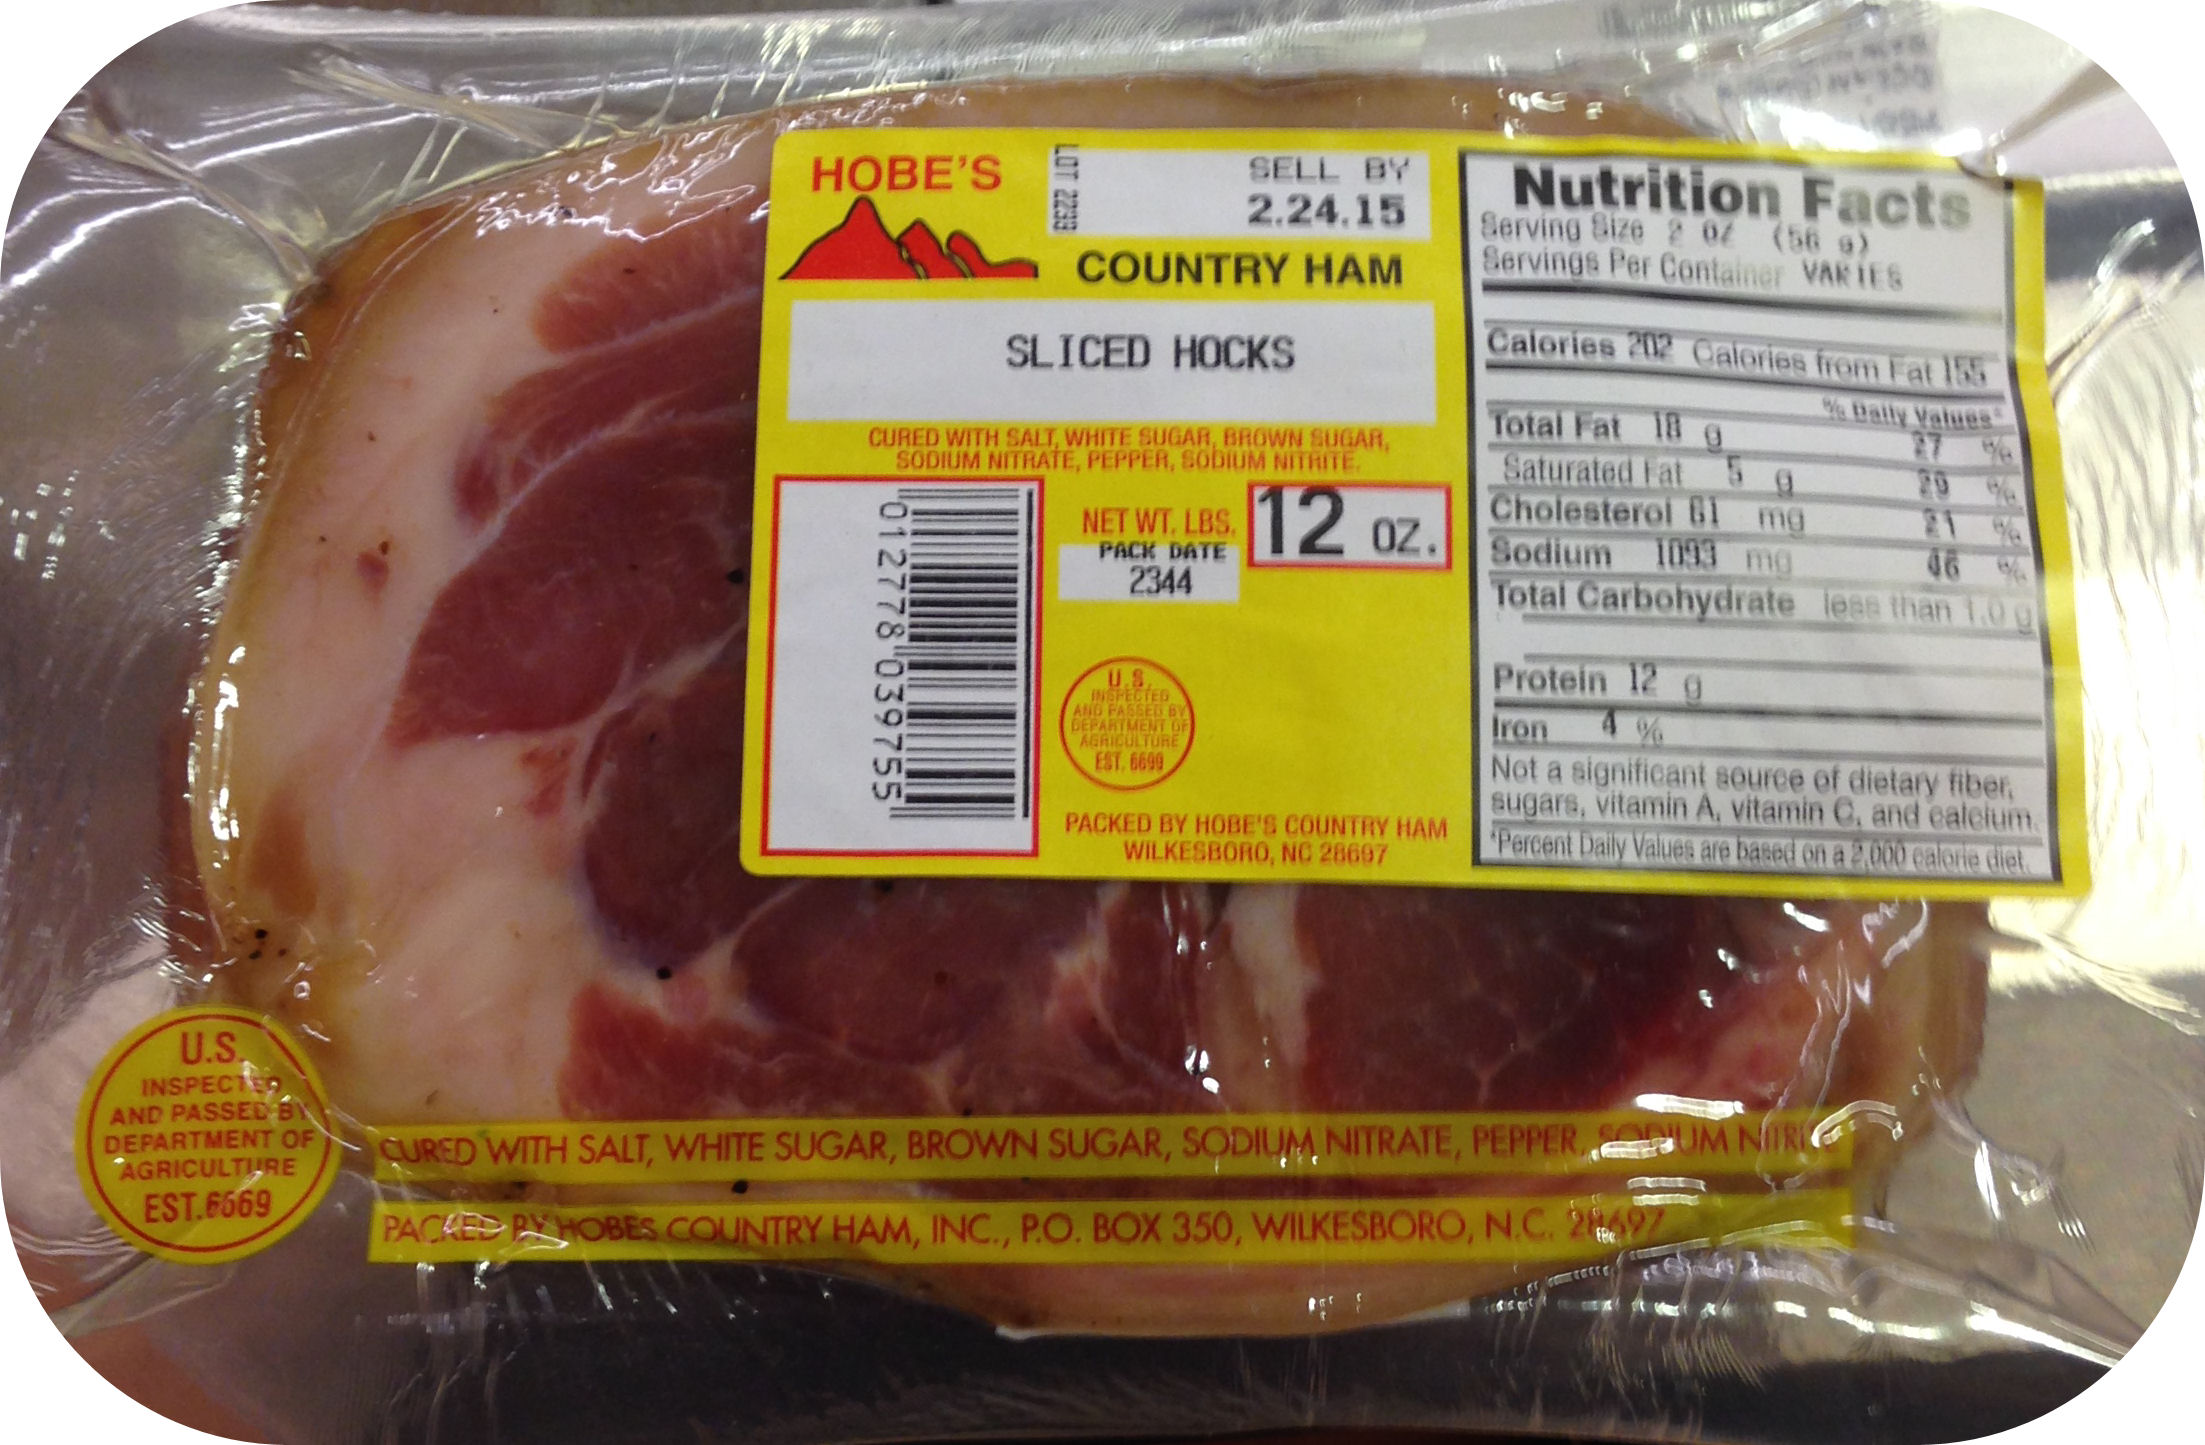 HOBE'S
LOT 2233
SELL BY
2.24.15
COUNTRY HAM
SLICED HOCKS
CURED WITH SALT, WHITE SUGAR, BROWN SUGAR,
SODIUM NITRATE, PEPPER, SODIUM NITRITE.
0 12778 03975 5
NET WT. LBS.
12 OZ.
PACK DATE
2344
U.S.
INSPECTED
AND PASSED BY
DEPARTMENT OF
AGRICULTURE
EST. 6699
PACKED BY HOBE'S COUNTRY HAM
WILKESBORO, NC 28697
Nutrition Facts
Serving Size 2 oz (56 g)
Servings Per Container VARIES
Calories 202 Calories from Fat 155
% Daily Values*
Total Fat 18 g 27 %
Saturated Fat 5 g 29 %
Cholesterol 61 mg 21 %
Sodium 1093 mg 46 %
Total Carbohydrate less than 1.0 g
Protein 12 g
Iron 4 %
Not a significant source of dietary fiber,
sugars, vitamin A, vitamin C, and calcium.
*Percent Daily Values are based on a 2,000 calorie diet.
U.S.
INSPECTED
AND PASSED BY
DEPARTMENT OF
AGRICULTURE
EST.6669
CURED WITH SALT, WHITE SUGAR, BROWN SUGAR, SODIUM NITRATE, PEPPER, SODIUM NITRITE
PACKED BY HOBES COUNTRY HAM, INC., P.O. BOX 350, WILKESBORO, N.C. 28697